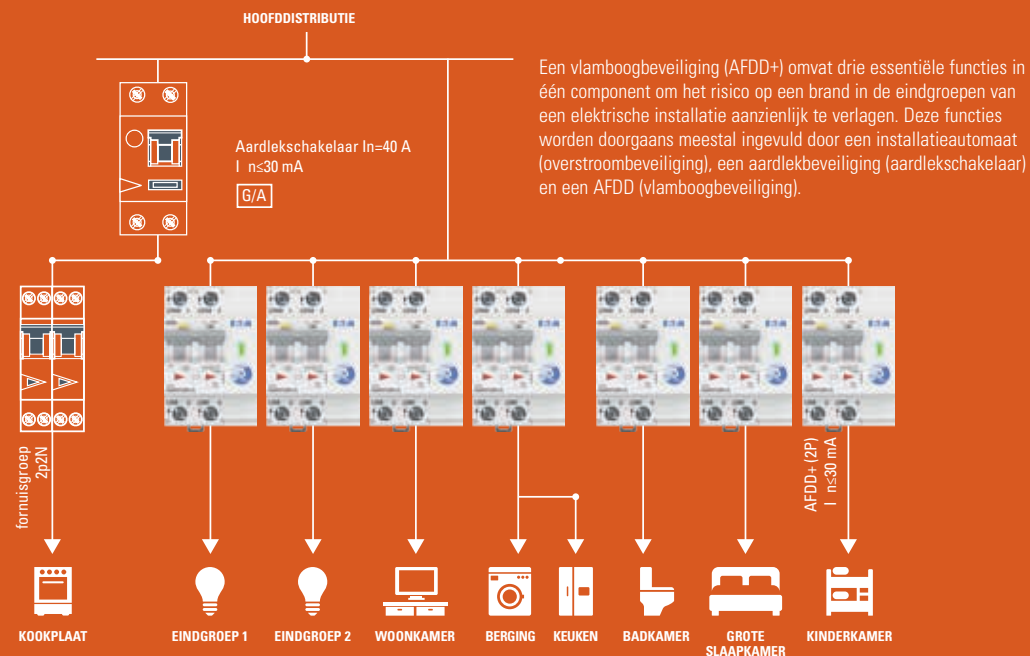 HOOFDDISTRIBUTIE
Een vlamboogbeveiliging (AFDD+) omvat drie essentiële functies in
één component om het risico op een brand in de eindgroepen van
een elektrische installatie aanzienlijk te verlagen. Deze functies
worden doorgaans meestal ingevuld door een installatieautomaat
(overstroombeveiliging), een aardlekbeveiliging (aardlekschakelaar)
en een AFDD (vlamboogbeveiliging).
Aardlekschakelaar In=40 A
I n≤30 mA
G/A
fornuisgroep
2p2N
AFDD+ (2P)
I n≤30 mA
KOOKPLAAT
EINDGROEP 1
EINDGROEP 2
WOONKAMER
BERGING
KEUKEN
BADKAMER
GROTE
SLAAPKAMER
KINDERKAMER